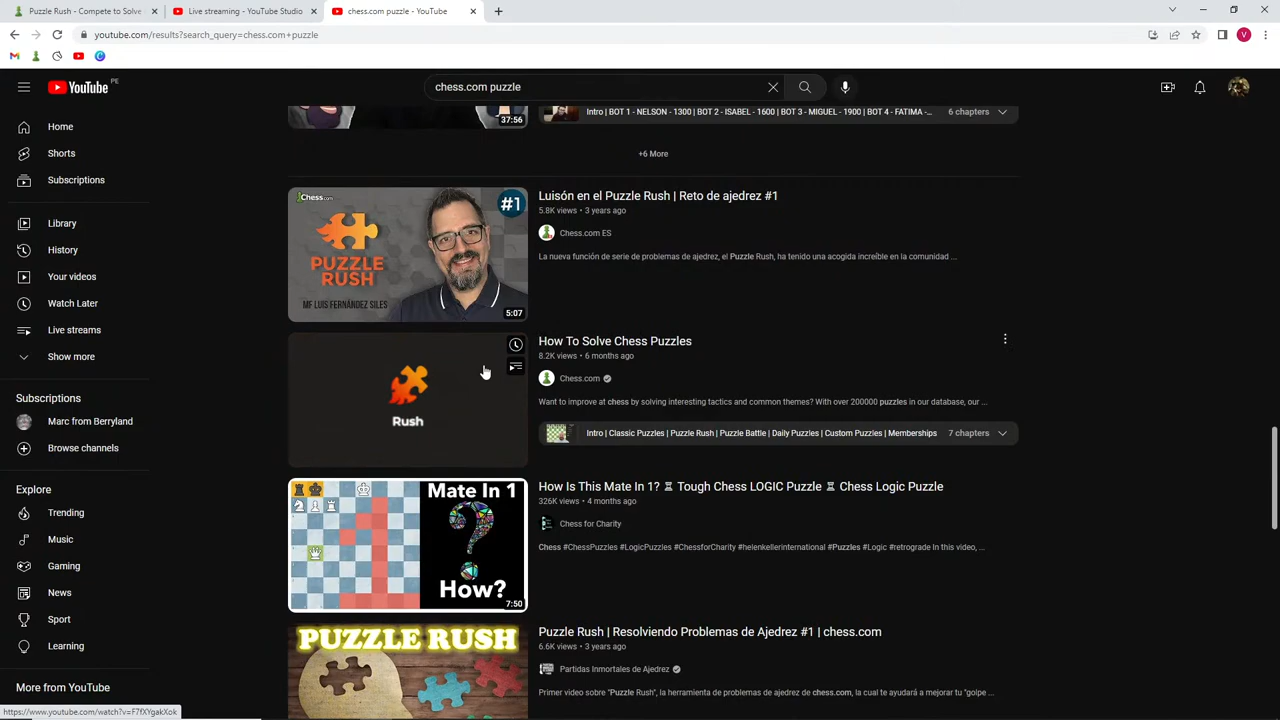 Puzzle Rush - Compete to Solve
Live streaming - YouTube Studio
chess.com puzzle - YouTube
youtube.com/results?search_query=chess.com+puzzle
YouTube PE
chess.com puzzle
Home
Shorts
Subscriptions
Library
History
Your videos
Watch Later
Live streams
Show more
Subscriptions
Marc from Berryland
Browse channels
Explore
Trending
Music
Gaming
News
Sport
Learning
More from YouTube
37:56
Intro | BOT 1 - NELSON - 1300 | BOT 2 - ISABEL - 1600 | BOT 3 - MIGUEL - 1900 | BOT 4 - FATIMA -...
6 chapters
+6 More
Chess.com
#1
PUZZLE
RUSH
MF LUIS FERNÁNDEZ SILES
5:07
Luisón en el Puzzle Rush | Reto de ajedrez #1
5.8K views • 3 years ago
Chess.com ES
La nueva función de serie de problemas de ajedrez, el Puzzle Rush, ha tenido una acogida increíble en la comunidad ...
Rush
How To Solve Chess Puzzles
8.2K views • 6 months ago
Chess.com
Want to improve at chess by solving interesting tactics and common themes? With over 200000 puzzles in our database, our ...
Intro | Classic Puzzles | Puzzle Rush | Puzzle Battle | Daily Puzzles | Custom Puzzles | Memberships
7 chapters
Mate In 1
How?
7:50
How Is This Mate In 1? ♖ Tough Chess LOGIC Puzzle ♖ Chess Logic Puzzle
326K views • 4 months ago
Chess for Charity
Chess #ChessPuzzles #LogicPuzzles #ChessforCharity #helenkellerinternational #Puzzles #Logic #retrograde In this video, ...
PUZZLE RUSH
Puzzle Rush | Resolviendo Problemas de Ajedrez #1 | chess.com
6.6K views • 3 years ago
Partidas Inmortales de Ajedrez
Primer video sobre "Puzzle Rush", la herramienta de problemas de ajedrez de chess.com, la cual te ayudará a mejorar tu "golpe ...
https://www.youtube.com/watch?v=F7fXYgakXok